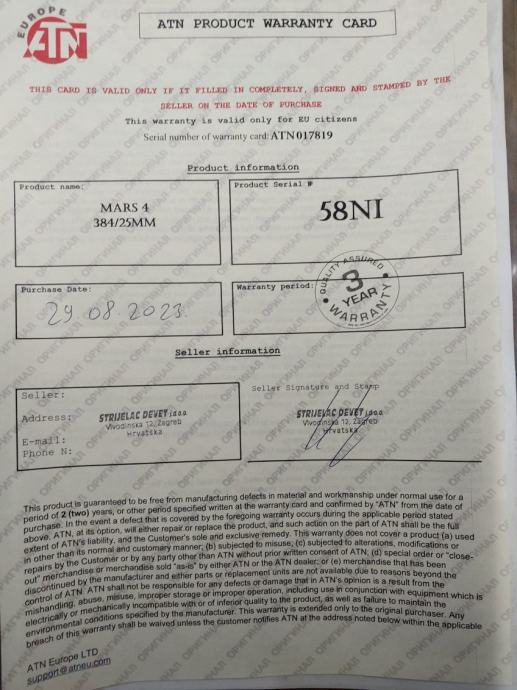 EUROPE
ATN
ATN PRODUCT WARRANTY CARD
THIS CARD IS VALID ONLY IF IT FILLED IN COMPLETELY, SIGNED AND STAMPED BY THE
SELLER ON THE DATE OF PURCHASE
This warranty is valid only for EU citizens
Serial number of warranty card: ATN017819
Product information
Product name:
MARS 4
384/25MM
Product Serial #
58NI
Purchase Date:
29.08 2023.
Warranty period:
QUALITY ASSURED
3
YEAR
WARRANTY
Seller information
Seller:
Address:
E-mail:
Phone N:
STRIJELAC DEVET j.d.o.o
Vivodinska 12, Zagreb
Hrvatska
Seller Signature and Stamp
STRIJELAC DEVET j.d.o.o
Vivodinska 12, Zagreb
Hrvatska
This product is guaranteed to be free from manufacturing defects in material and workmanship under normal use for a
period of 2 (two) years, or other period specified written at the warranty card and confirmed by "ATN" from the date of
purchase. In the event a defect that is covered by the foregoing warranty occurs during the applicable period stated
above, ATN, at its option, will either repair or replace the product, and such action on the part of ATN shall be the full
extent of ATN's liability, and the Customer's sole and exclusive remedy. This warranty does not cover a product (a) used
in other than its normal and customary manner; (b) subjected to misuse; (c) subjected to alterations, modifications or
repairs by the Customer or by any party other than ATN without prior written consent of ATN; (d) special order or "close-
out" merchandise or merchandise sold "as-is" by either ATN or the ATN dealer; or (e) merchandise that has been
discontinued by the manufacturer and either parts or replacement units are not available due to reasons beyond the
control of ATN. ATN shall not be responsible for any defects or damage that in ATN's opinion is a result from the
mishandling, abuse, misuse, improper storage or improper operation, including use in conjunction with equipment which is
electrically or mechanically incompatible with or of inferior quality to the product, as well as failure to maintain the
environmental conditions specified by the manufacturer. This warranty is extended only to the original purchaser. Any
breach of this warranty shall be waived unless the customer notifies ATN at the address noted below within the applicable
ATN Europe LTD
support@atneu.com
ОРИГИНАЛ